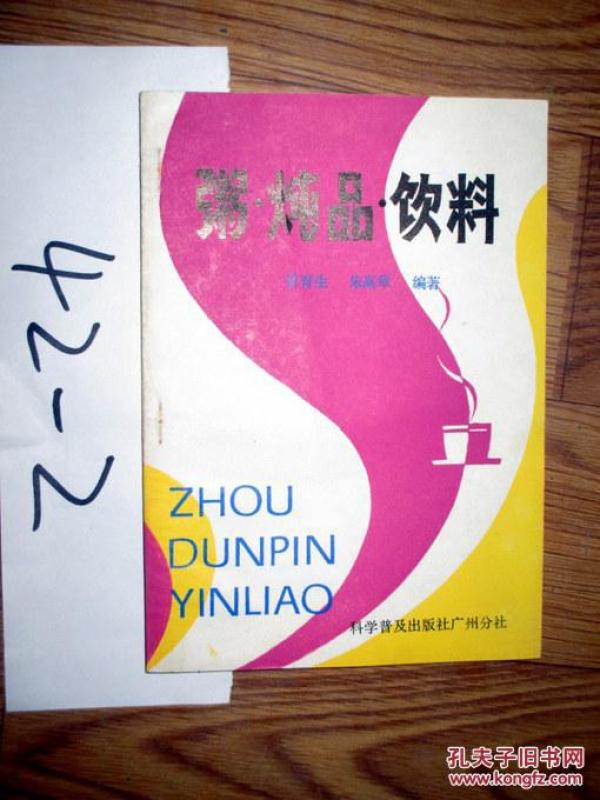 42-2
粥·炖品·饮料
编著
ZHOU
DUNPIN
YINLIAO
科学普及出版社广州分社
孔夫子旧书网
www.kongfz.com